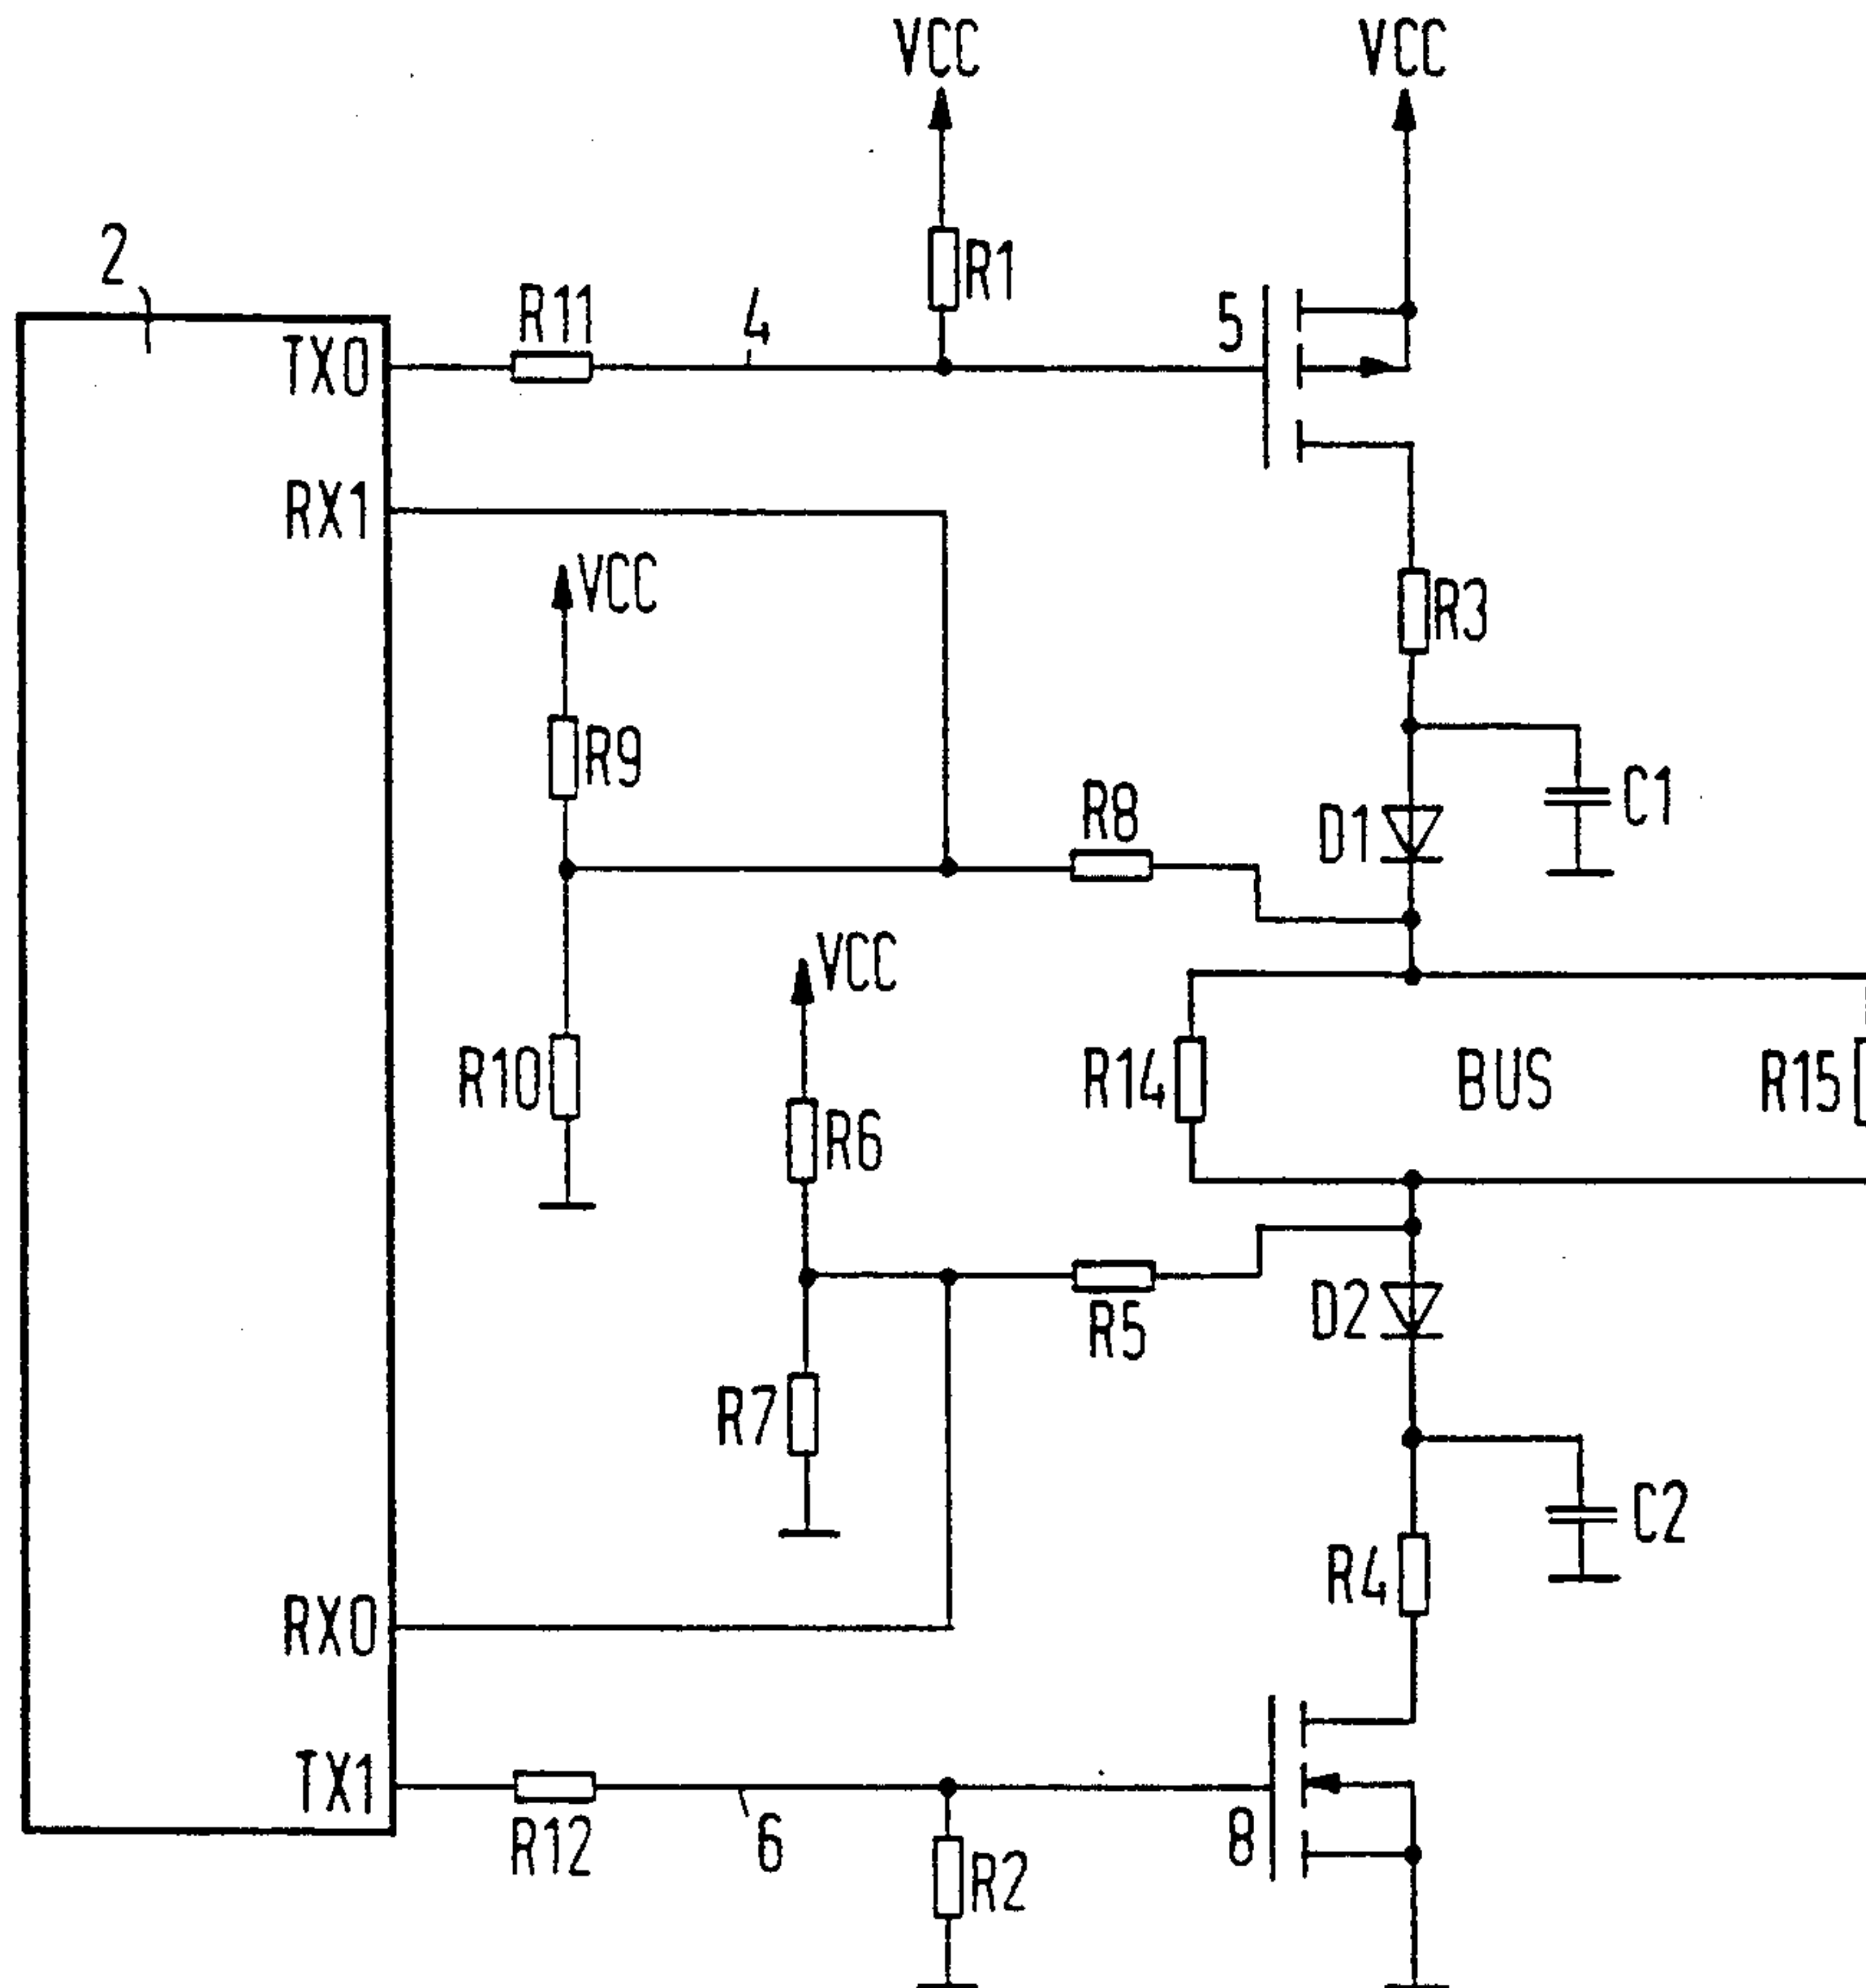 VCC VCC
2
R11 4 R1 5
TX0
RX1
VCC
R3
R9
R8 D1 C1
VCC
R10 R14 BUS R15
R6
R5 D2
R7
C2
R4
RX0
TX1
R12 6 R2 8